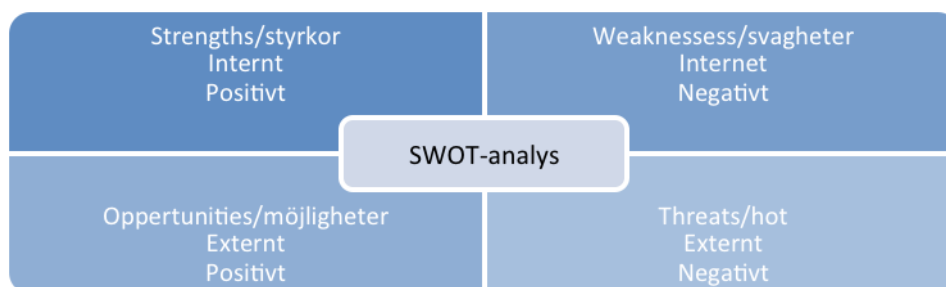 Strengths/styrkor
Internt
Positivt
Weaknessess/svagheter
Internet
Negativt
SWOT-analys
Oppertunities/möjligheter
Externt
Positivt
Threats/hot
Externt
Negativt